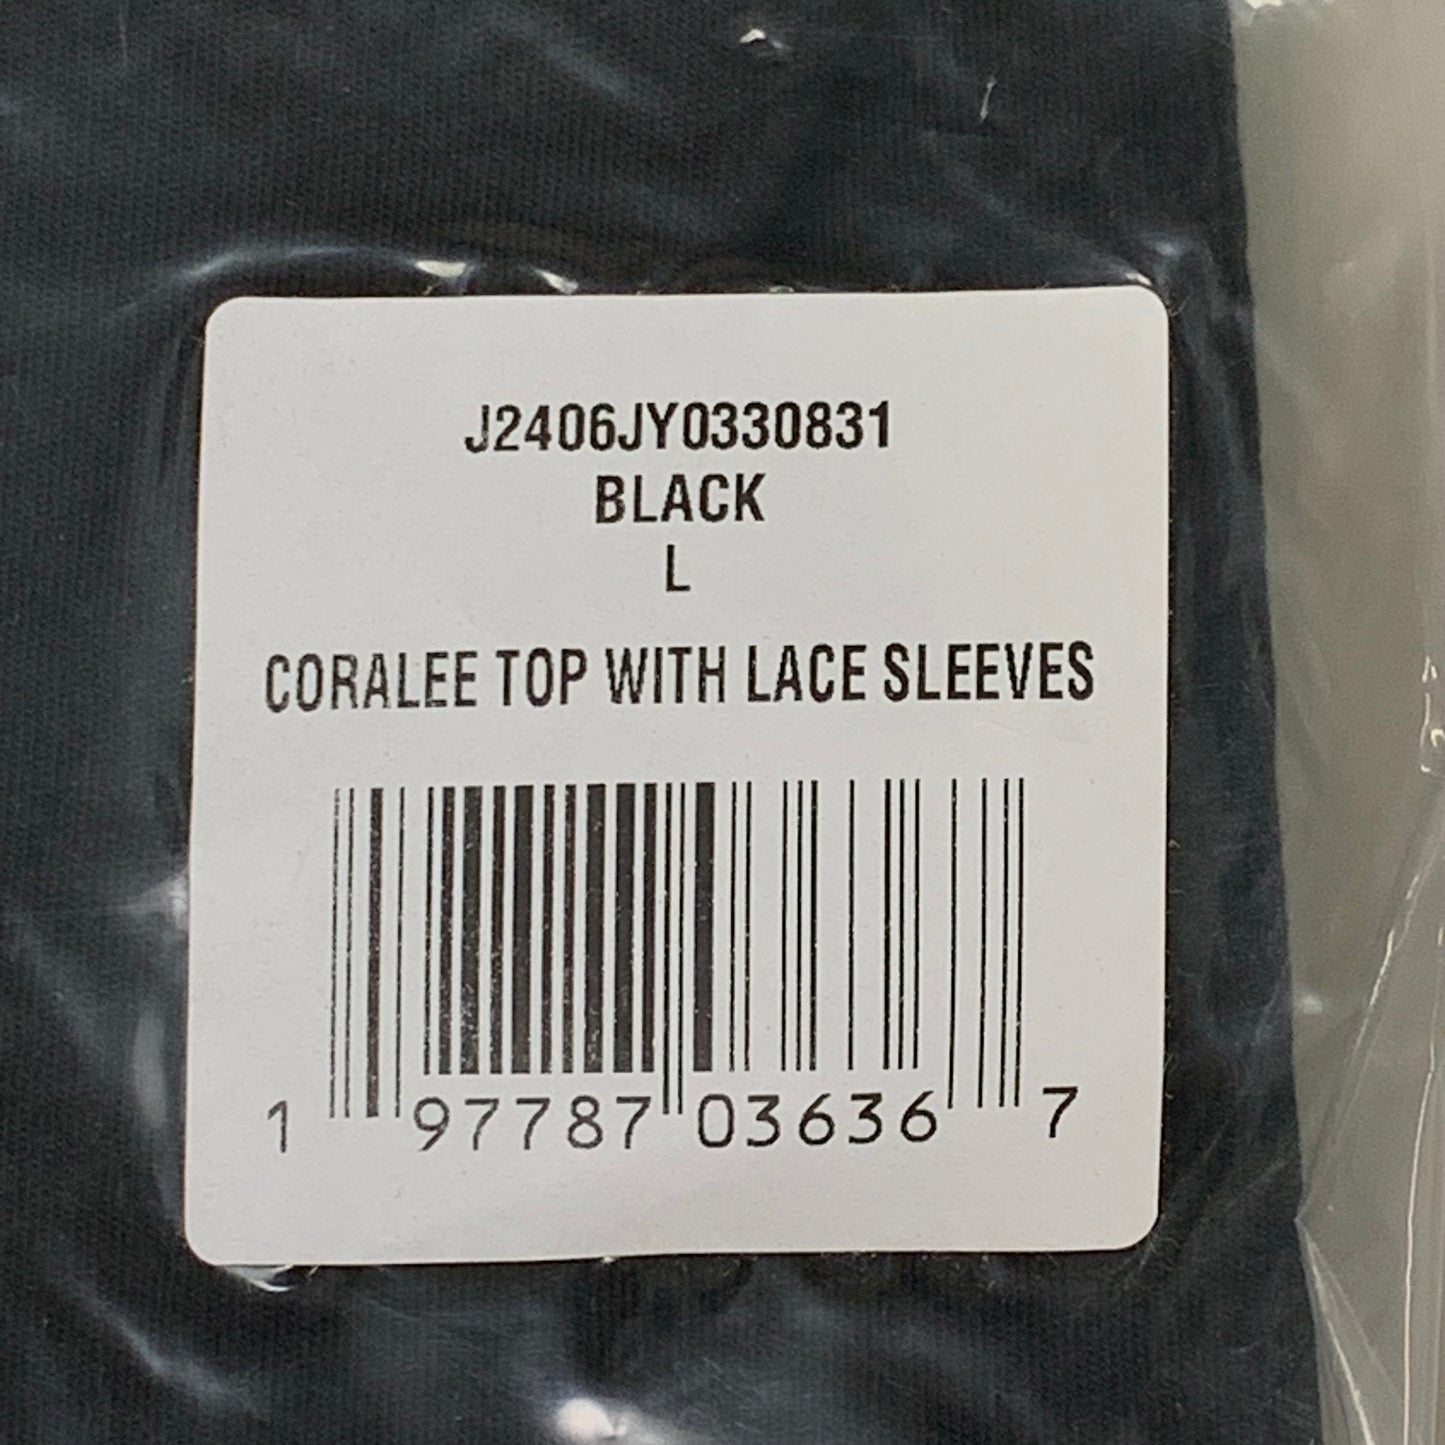 J2406JY0330831
BLACK
L
CORALEE TOP WITH LACE SLEEVES
1 97787 03636 7